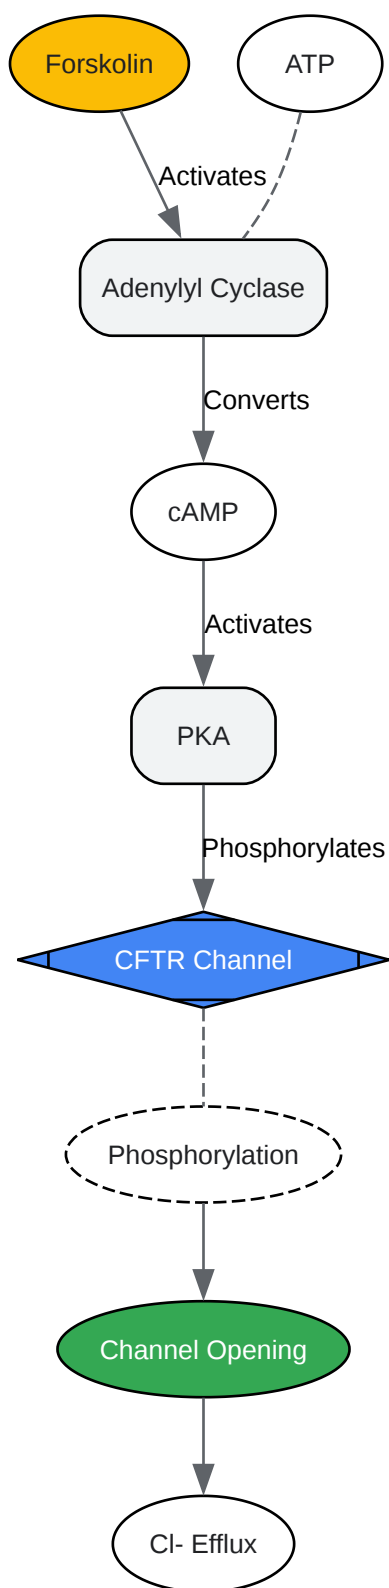 Forskolin
ATP
Activates
Adenylyl Cyclase
Converts
cAMP
Activates
PKA
Phosphorylates
CFTR Channel
Phosphorylation
Channel Opening
Cl- Efflux